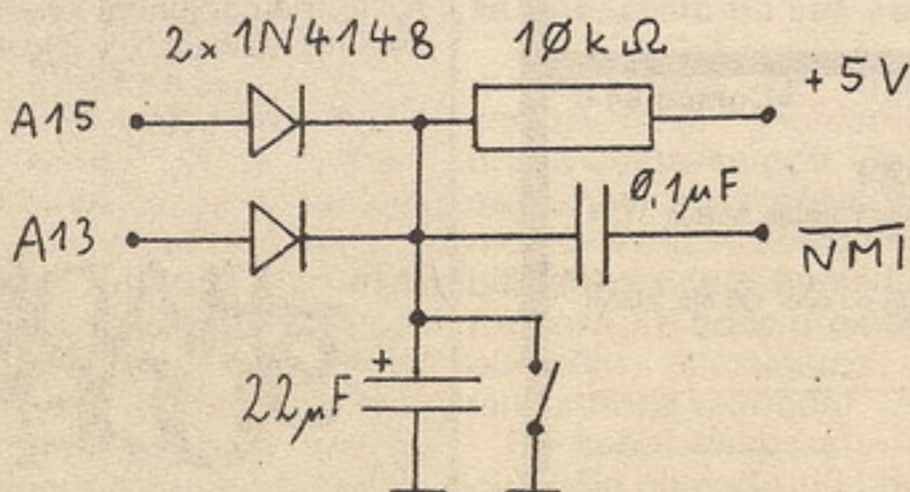 2x 1N4148
1Øk Ω
A15
+5V
A13
Ø,1µF
NMI
+
22µF